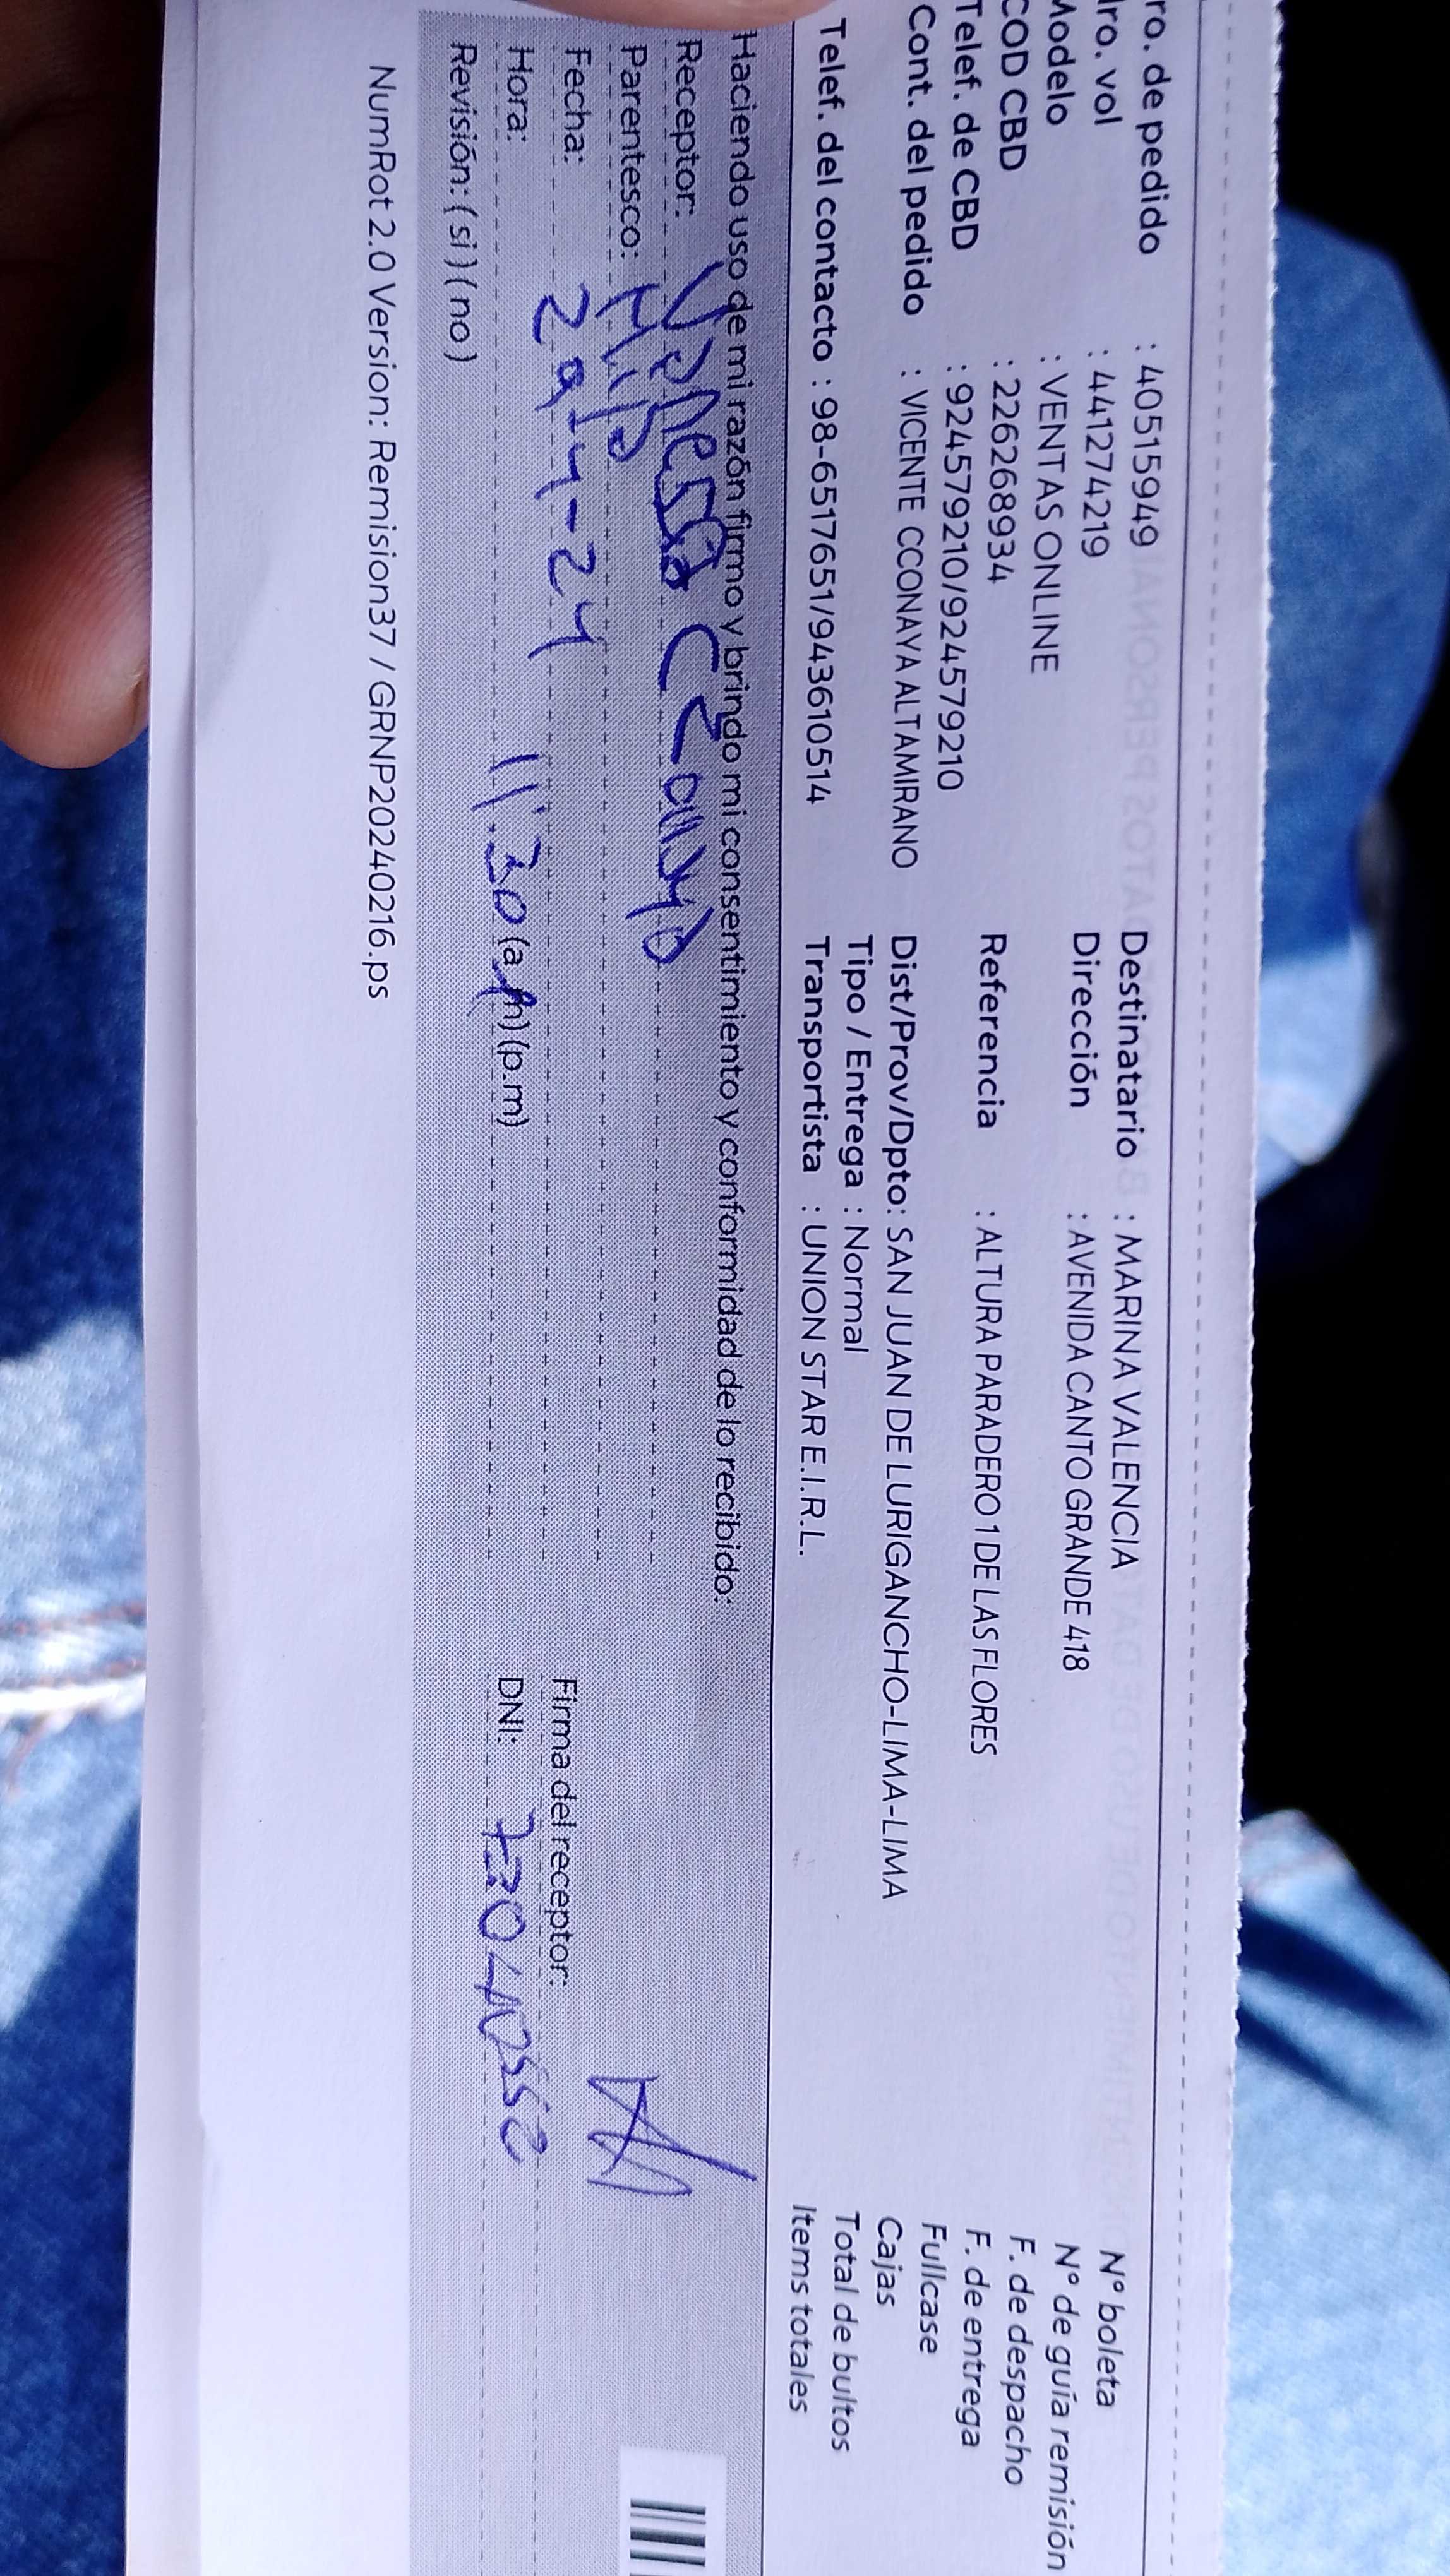 ro. de pedido : 40515949
ro. vol : 441274219
Modelo : VENTAS ONLINE
COD CBD : 226268934
Telef. de CBD : 924579210/924579210
Cont. del pedido : VICENTE CCONAYA ALTAMIRANO
Telef. del contacto : 98-6517651/943610514
Destinatario : MARINA VALENCIA
Dirección : AVENIDA CANTO GRANDE 418
Referencia : ALTURA PARADERO 1 DE LAS FLORES
Dist/Prov/Dpto: SAN JUAN DE LURIGANCHO-LIMA-LIMA
Tipo / Entrega : Normal
Transportista : UNION STAR E.I.R.L.
N° boleta
N° de guía remisión
F. de despacho
F. de entrega
Fullcase
Cajas
Total de bultos
Items totales
Haciendo uso de mi razón firmo y brindo mi consentimiento y conformidad de lo recibido:
Receptor: Vanessa CConaya
Parentesco: Hija
Fecha: 29-4-24
Hora: 11:30 (a.m) (p.m)
Revisión: ( si ) ( no )
Firma del receptor:
DNI:
NumRot 2.0 Version: Remision37 / GRNP20240216.ps